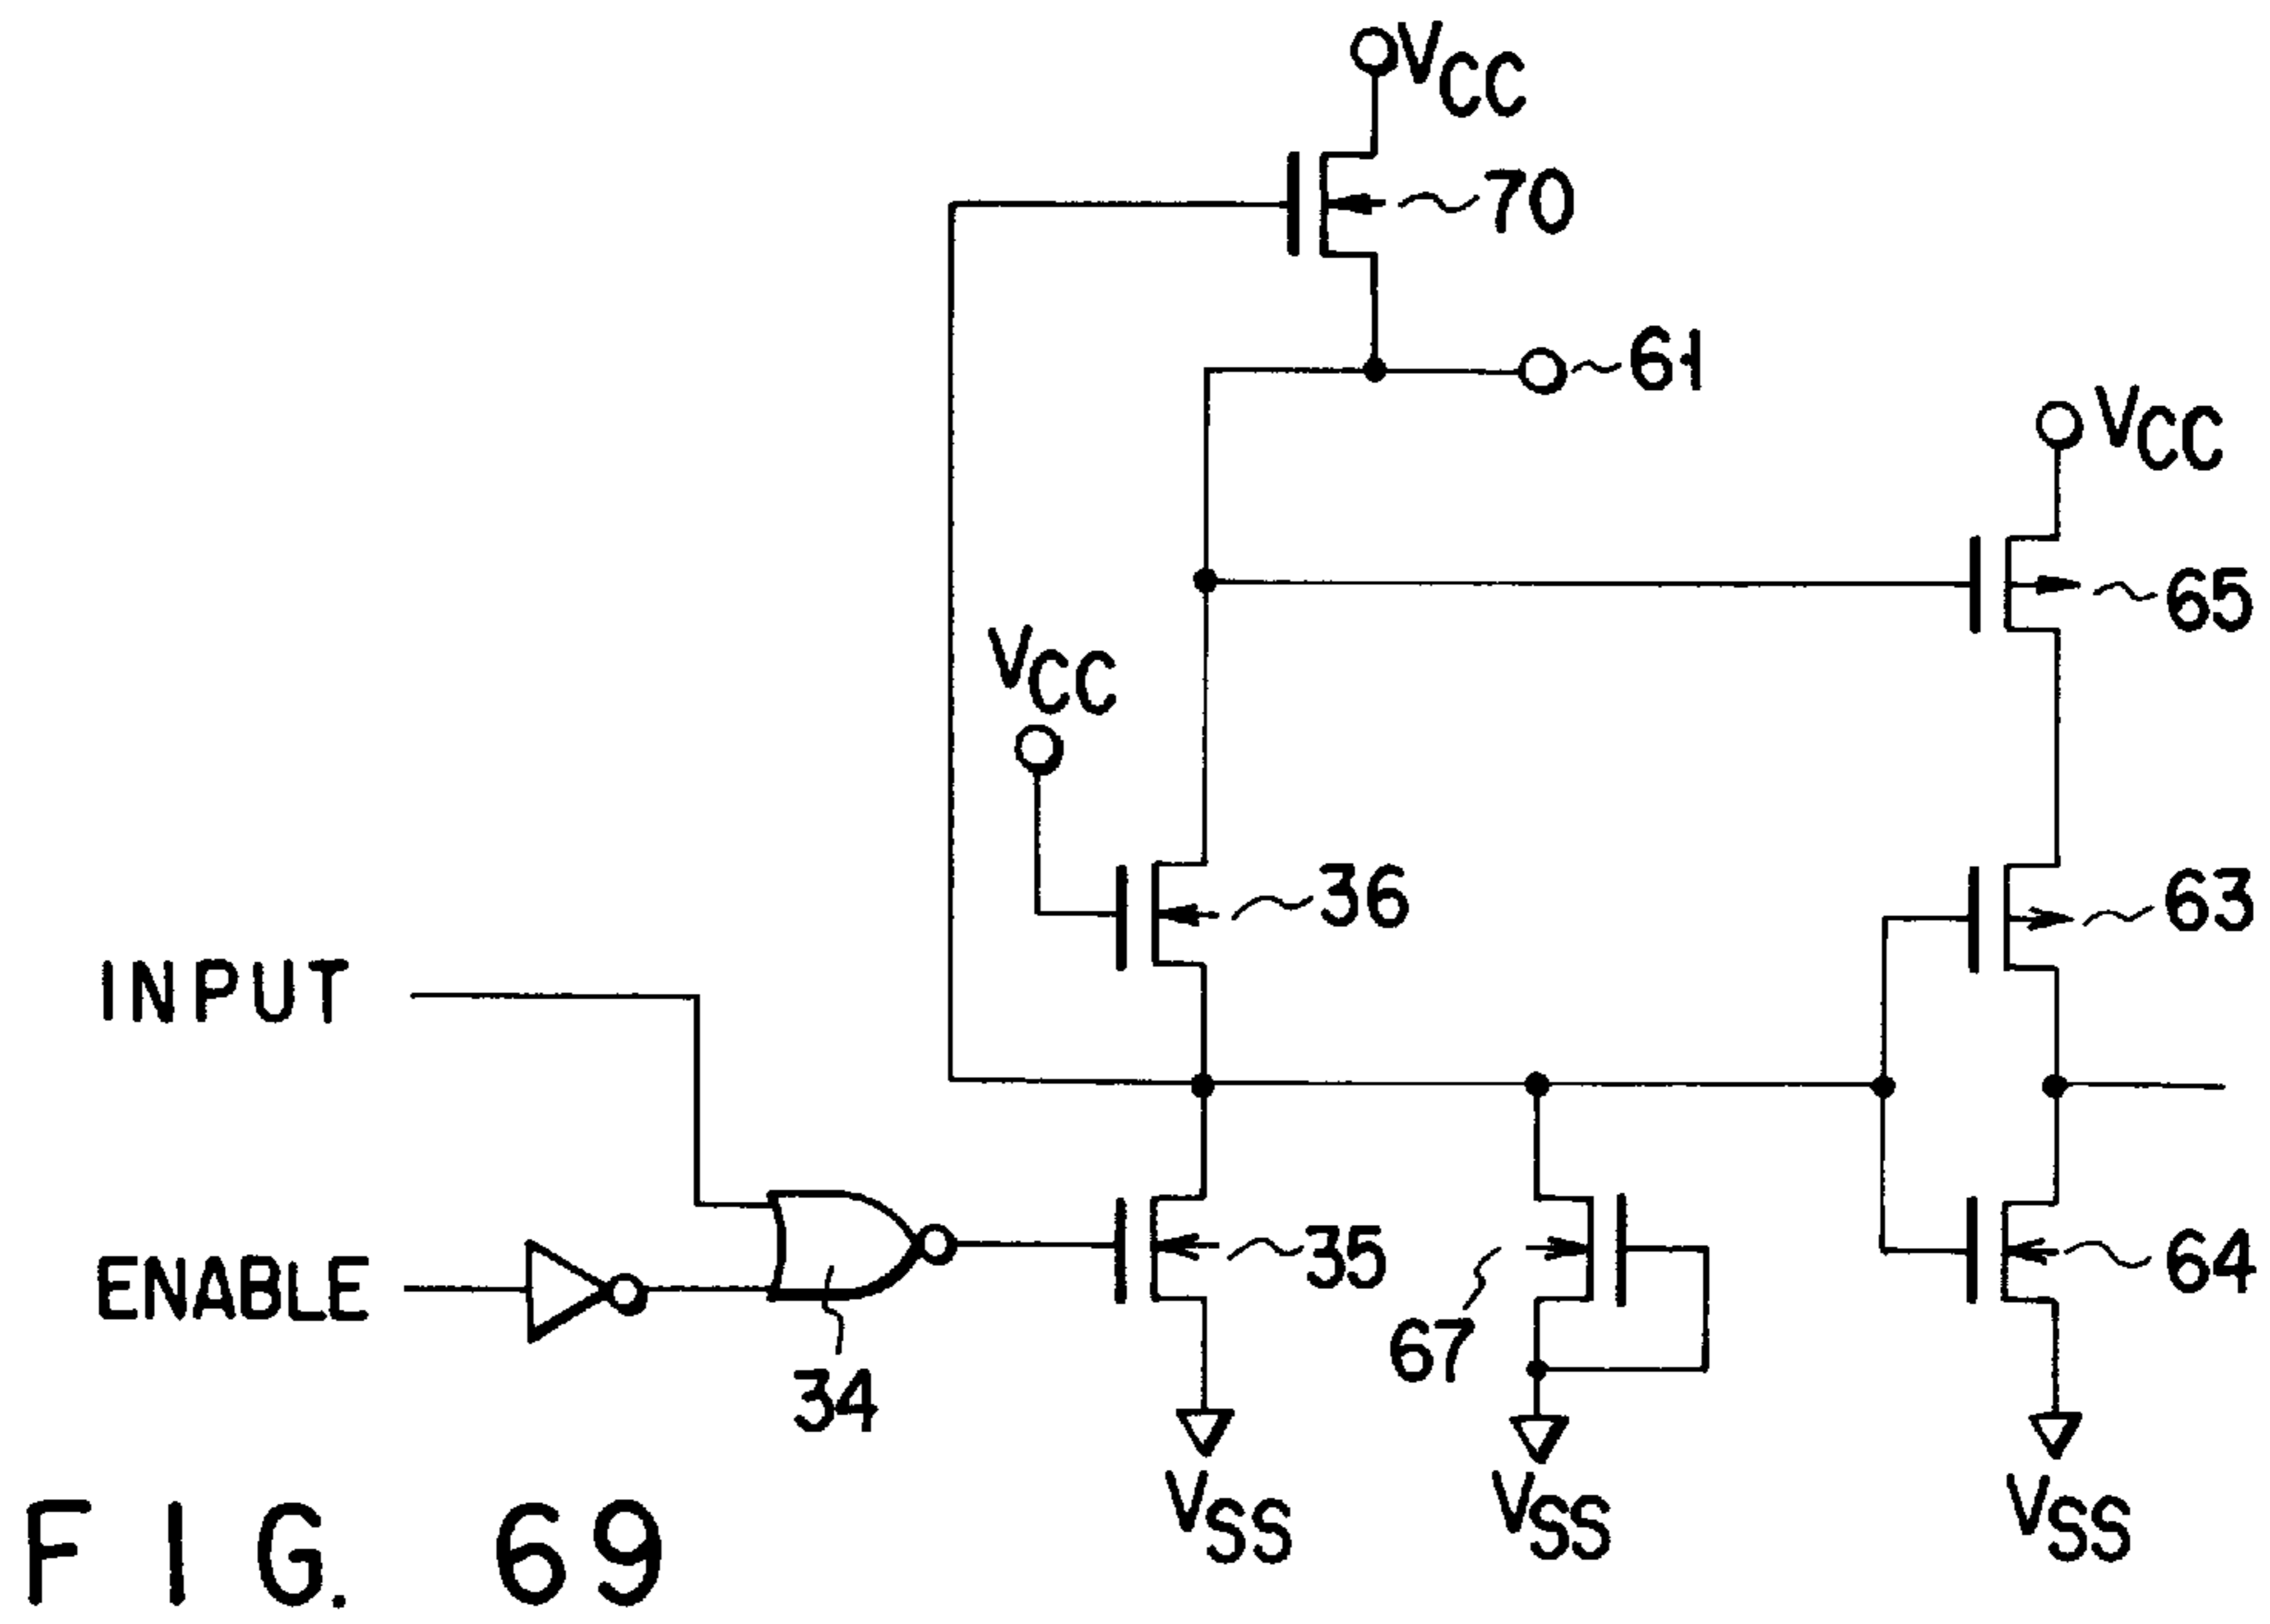 VCC
70
61
VCC
65
VCC
36
63
INPUT
ENABLE
35
67
64
34
VSS
VSS
VSS
FIG. 69